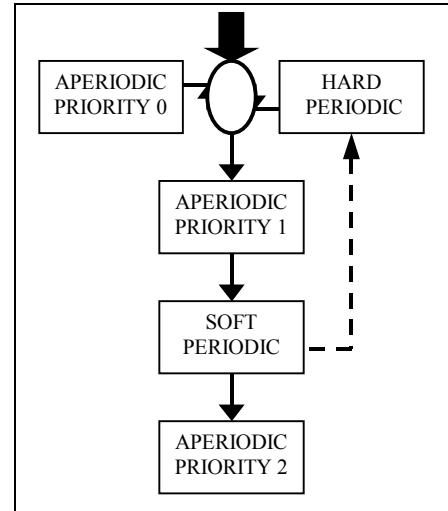 APERIODIC
PRIORITY 0
HARD
PERIODIC
APERIODIC
PRIORITY 1
SOFT
PERIODIC
APERIODIC
PRIORITY 2